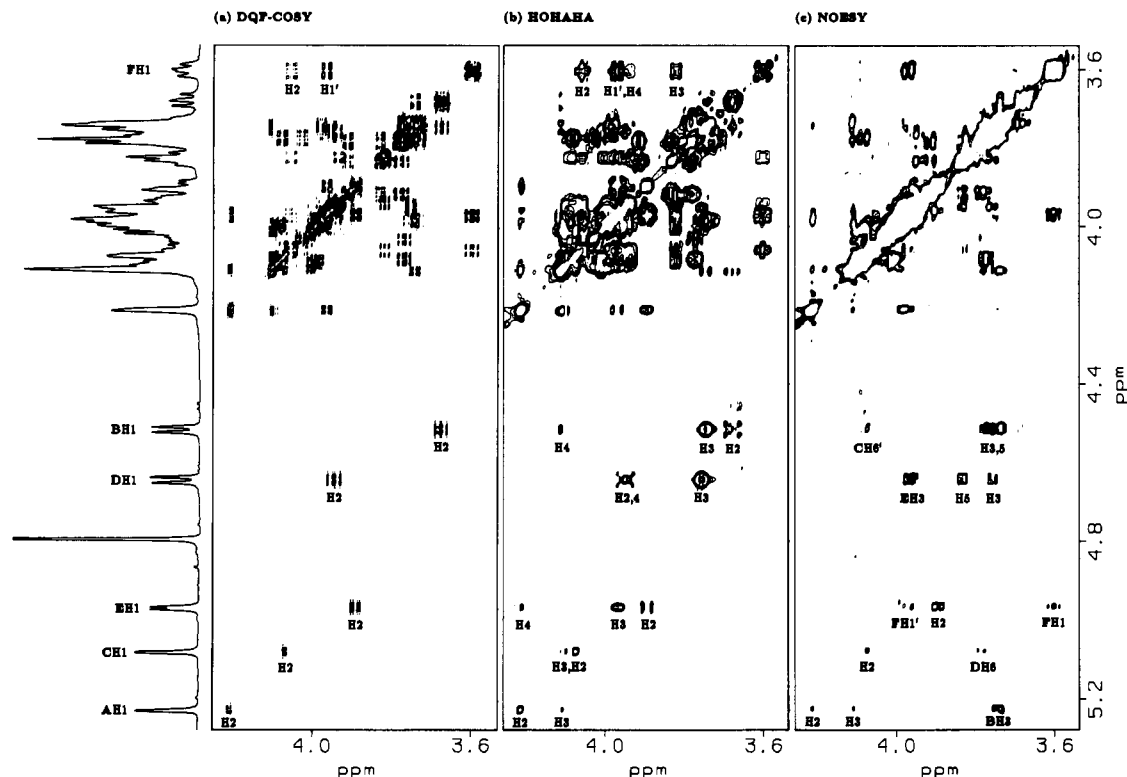 (a) DQF-COSY (b) HOHAHA (c) NOESY
FH1 H2 H1' H2 H1',H4 H3 3.6
4.0
4.4
BH1 H2 H4 H3 H2 CH6' H3,5
DH1 H2 H2,4 H3 EH3 H5 H3
4.8
EH1 H2 H4 H3 H2 FH1' H2 FH1
CH1 H2 H3,H2 H2 DH6
AH1 H2 H2 H3 H2 H3 BH3 5.2
ppm
4.0 3.6 4.0 3.6 4.0 3.6
ppm ppm ppm